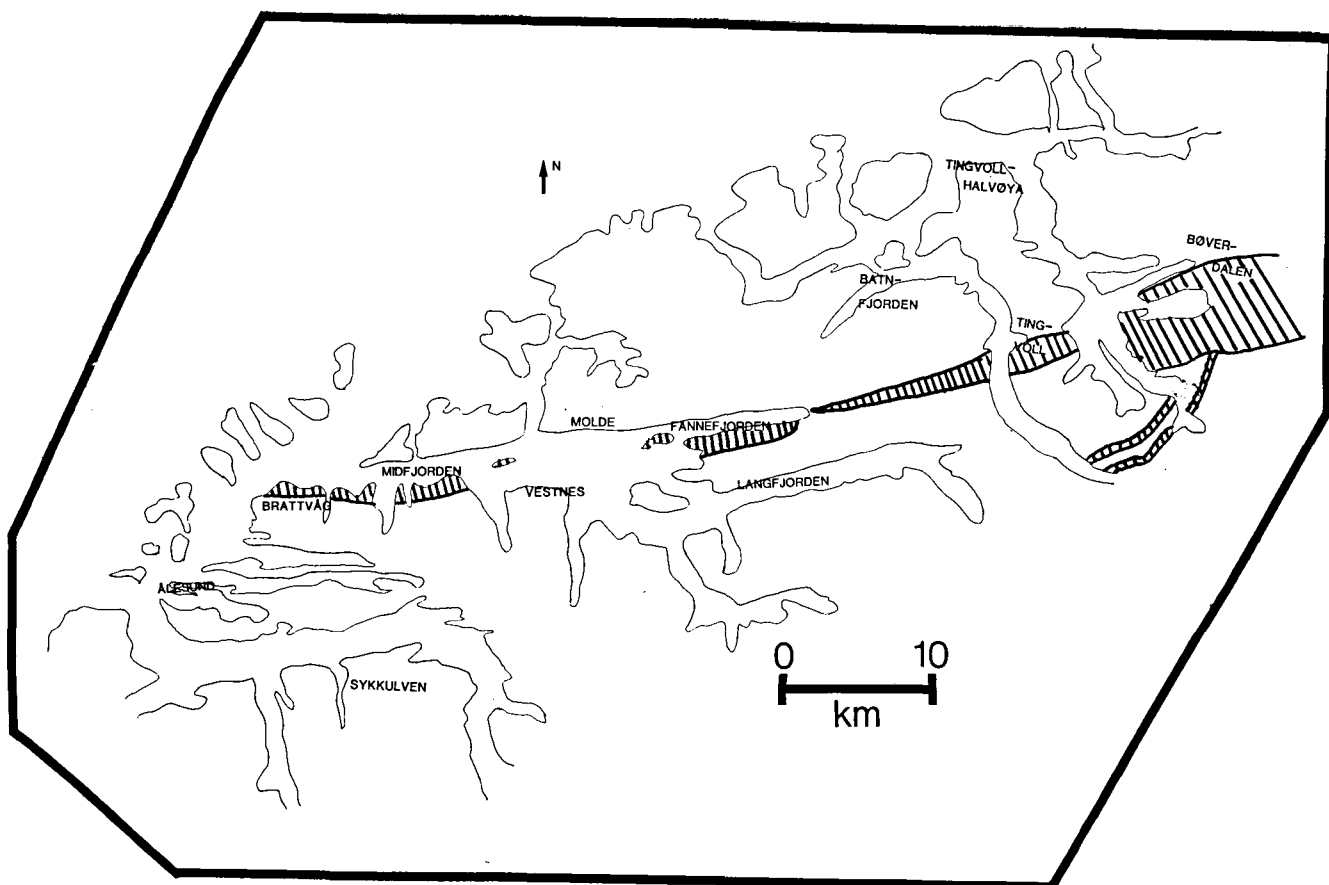 N
TINGVOLL-
HALVØYA
BØVER-
DALEN
BATN-
FJORDEN
TING-
VOLL
MOLDE
FANNEFJORDEN
MIDFJORDEN
LANGFJORDEN
VESTNES
BRATTVÅG
ÅLESUND
SYKKULVEN
0 10
km